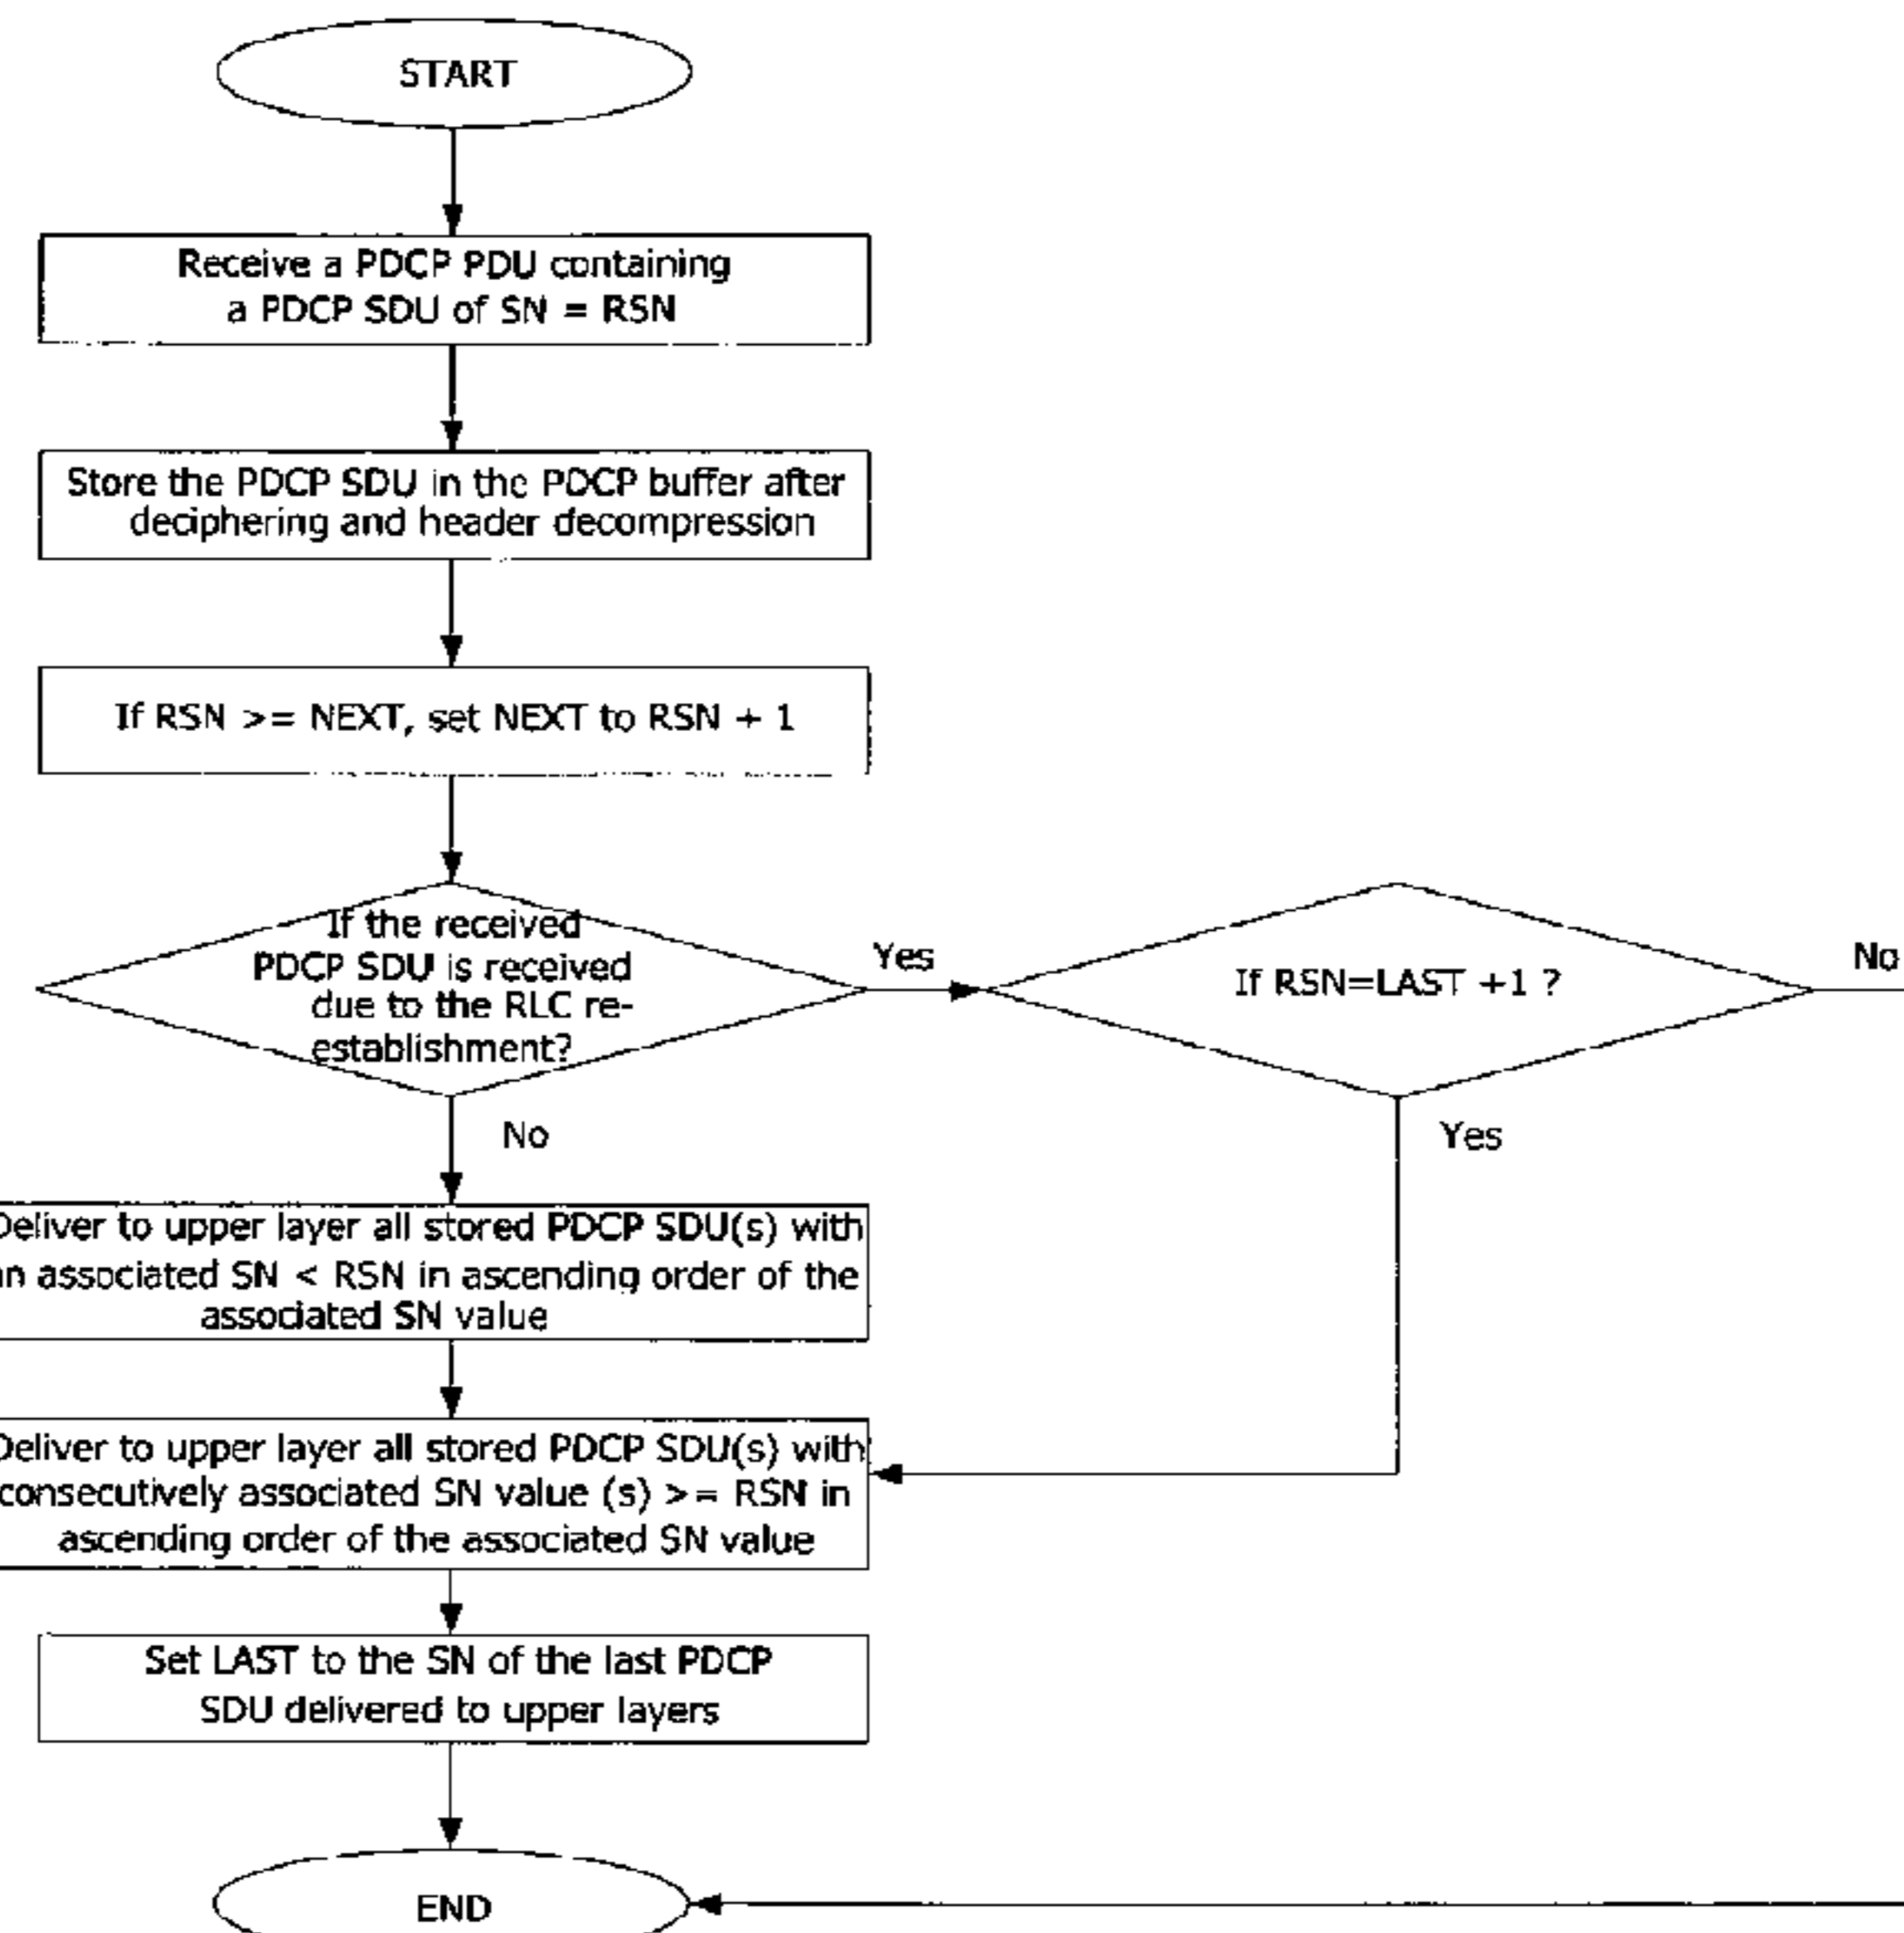 START
Receive a PDCP PDU containing
a PDCP SDU of SN = RSN
Store the PDCP SDU in the PDCP buffer after
deciphering and header decompression
If RSN >= NEXT, set NEXT to RSN + 1
If the received
PDCP SDU is received
due to the RLC re-
establishment?
Yes
If RSN=LAST +1 ?
No
No
Yes
Deliver to upper layer all stored PDCP SDU(s) with
an associated SN < RSN in ascending order of the
associated SN value
Deliver to upper layer all stored PDCP SDU(s) with
consecutively associated SN value (s) >= RSN in
ascending order of the associated SN value
Set LAST to the SN of the last PDCP
SDU delivered to upper layers
END